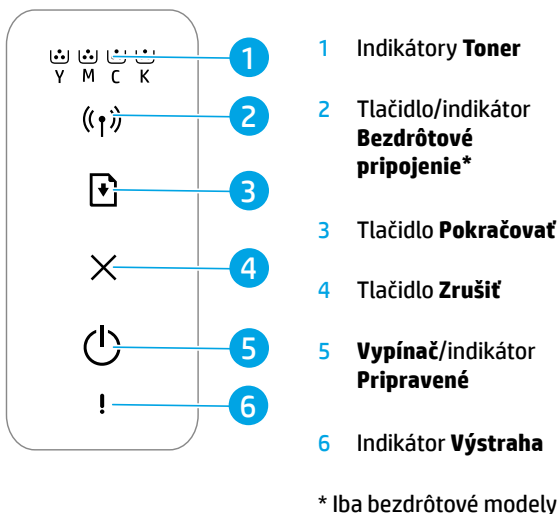 Y M C K
1
2
3
4
5
6
!
1 Indikátory Toner
2 Tlačidlo/indikátor
Bezdrôtové
pripojenie*
3 Tlačidlo Pokračovať
4 Tlačidlo Zrušiť
5 Vypínač/indikátor
Pripravené
6 Indikátor Výstraha
* Iba bezdrôtové modely